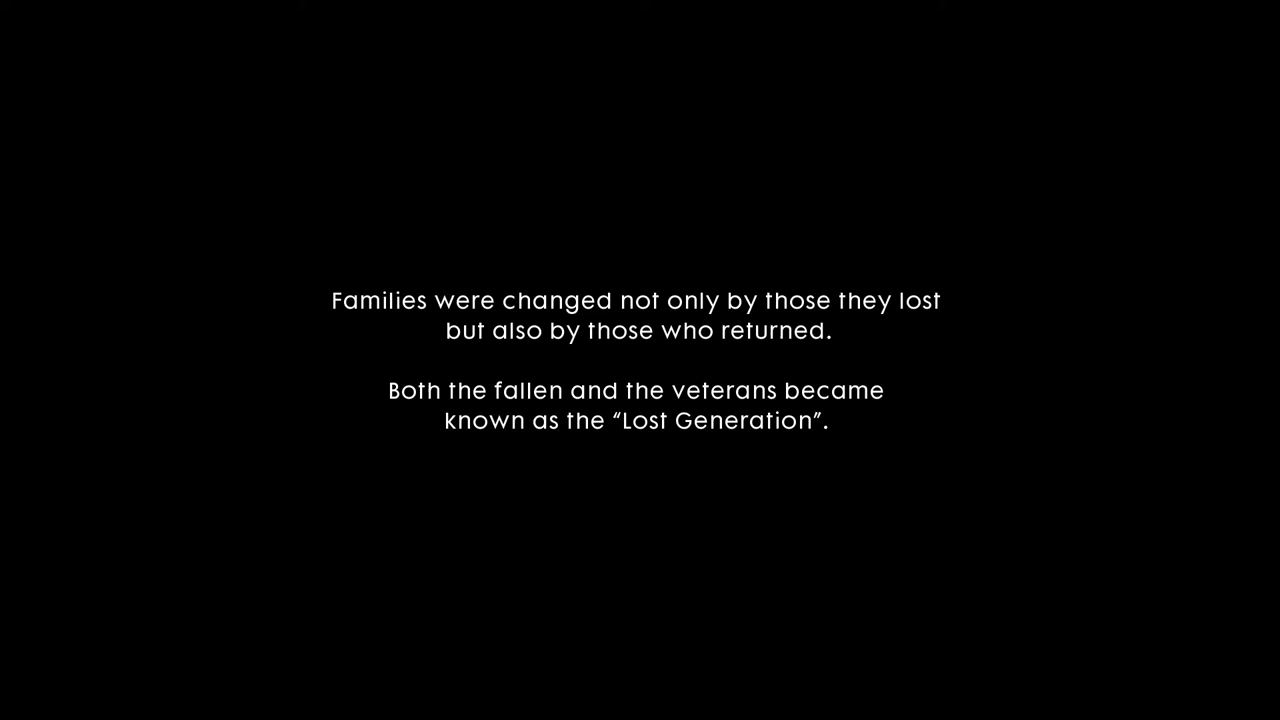 Families were changed not only by those they lost
but also by those who returned.
Both the fallen and the veterans became
known as the “Lost Generation”.